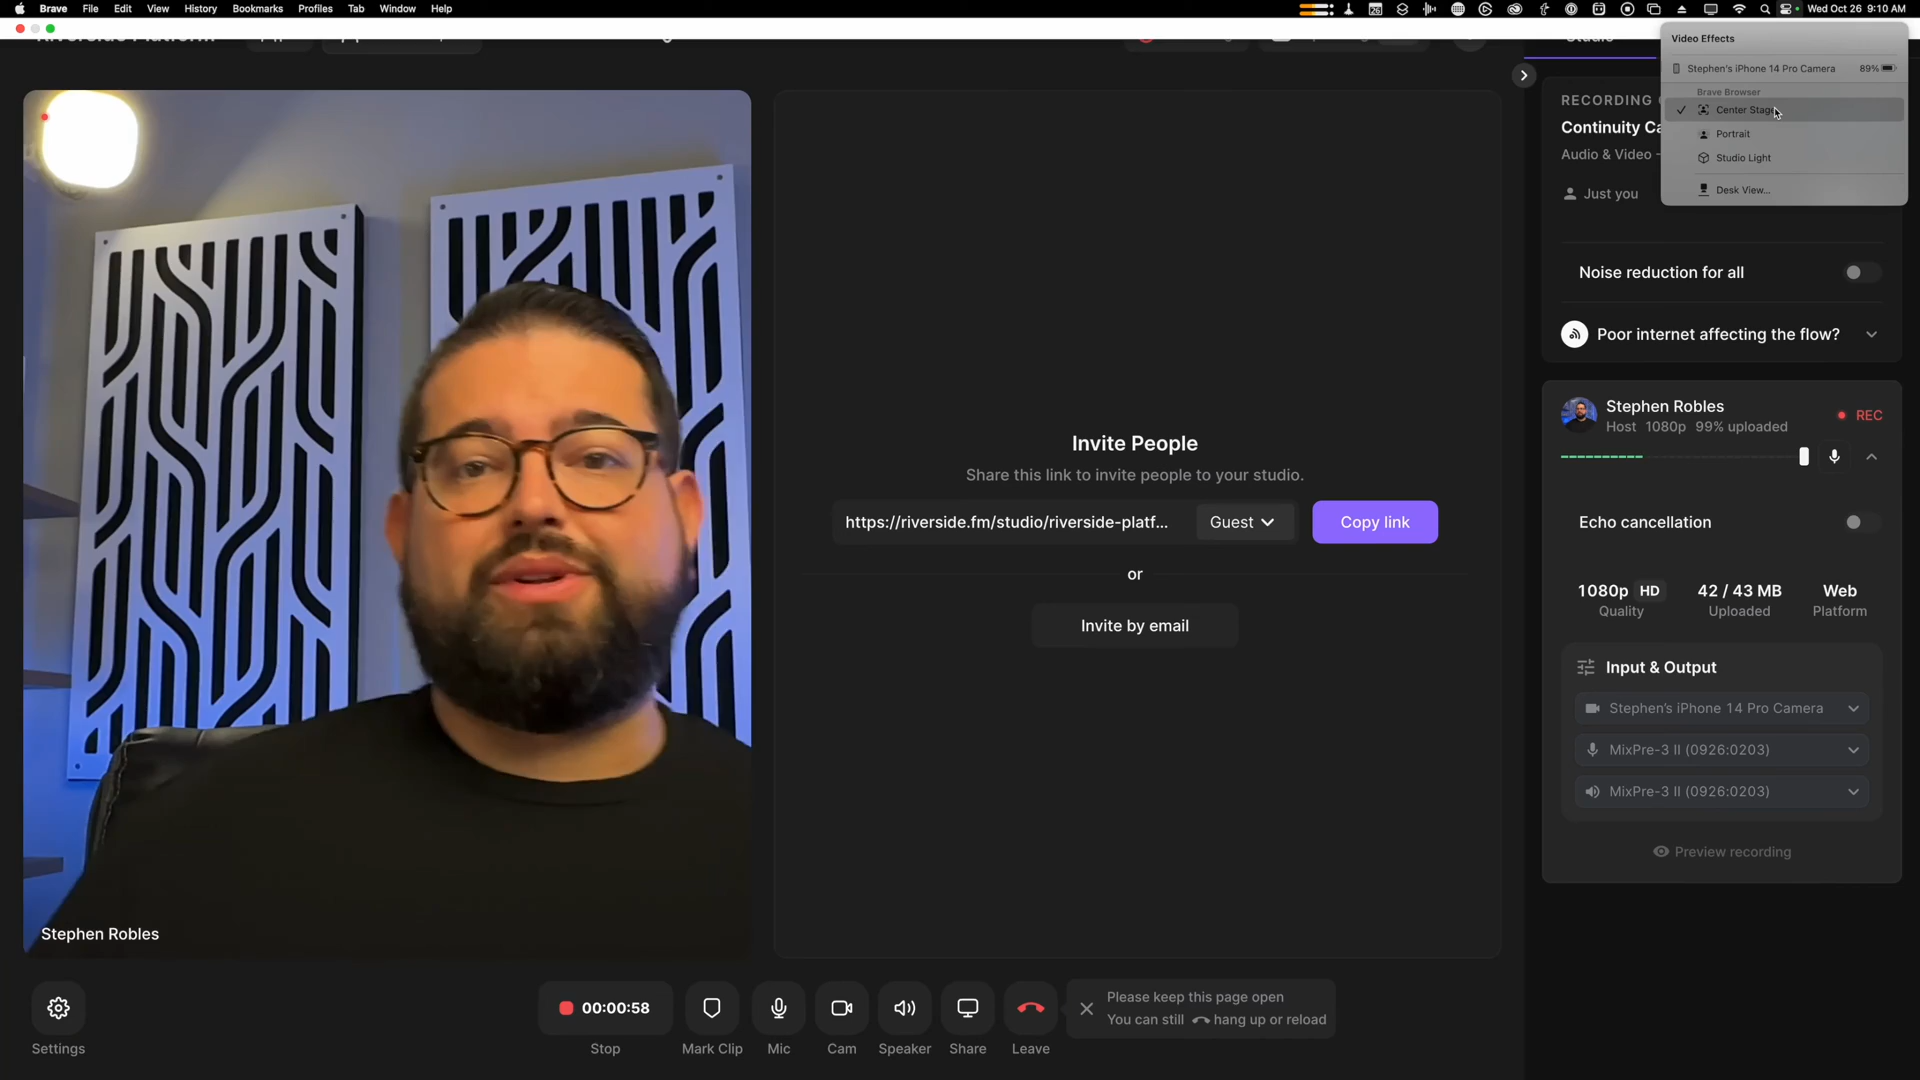 Brave File Edit View History Bookmarks Profiles Tab Window Help
Wed Oct 26 9:10 AM
Video Effects
Stephen's iPhone 14 Pro Camera 89%
Brave Browser
Center Stage
Portrait
Studio Light
Desk View...
Studio
RECORDING
Audio & Video -
Just you
Noise reduction for all
Poor internet affecting the flow?
Stephen Robles
REC
Host 1080p 99% uploaded
Echo cancellation
1080p HD 42 / 43 MB Web
Quality Uploaded Platform
Input & Output
Stephen's iPhone 14 Pro Camera
MixPre-3 II (0926:0203)
MixPre-3 II (0926:0203)
Preview recording
Invite People
Share this link to invite people to your studio.
https://riverside.fm/studio/riverside-platf... Guest Copy link
or
Invite by email
Stephen Robles
00:00:58
Please keep this page open
You can still hang up or reload
Settings Stop Mark Clip Mic Cam Speaker Share Leave